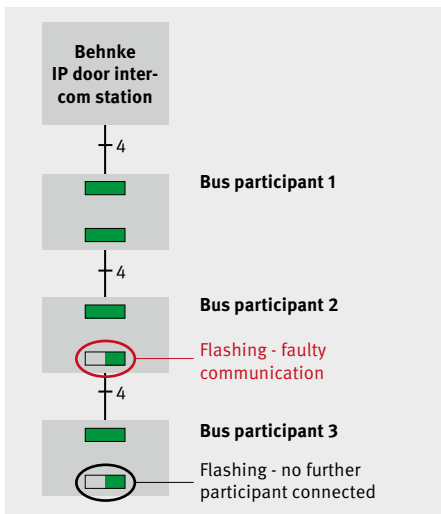 Behnke
IP door inter-
com station
4
Bus participant 1
4
Bus participant 2
Flashing - faulty
communication
4
Bus participant 3
Flashing - no further
participant connected